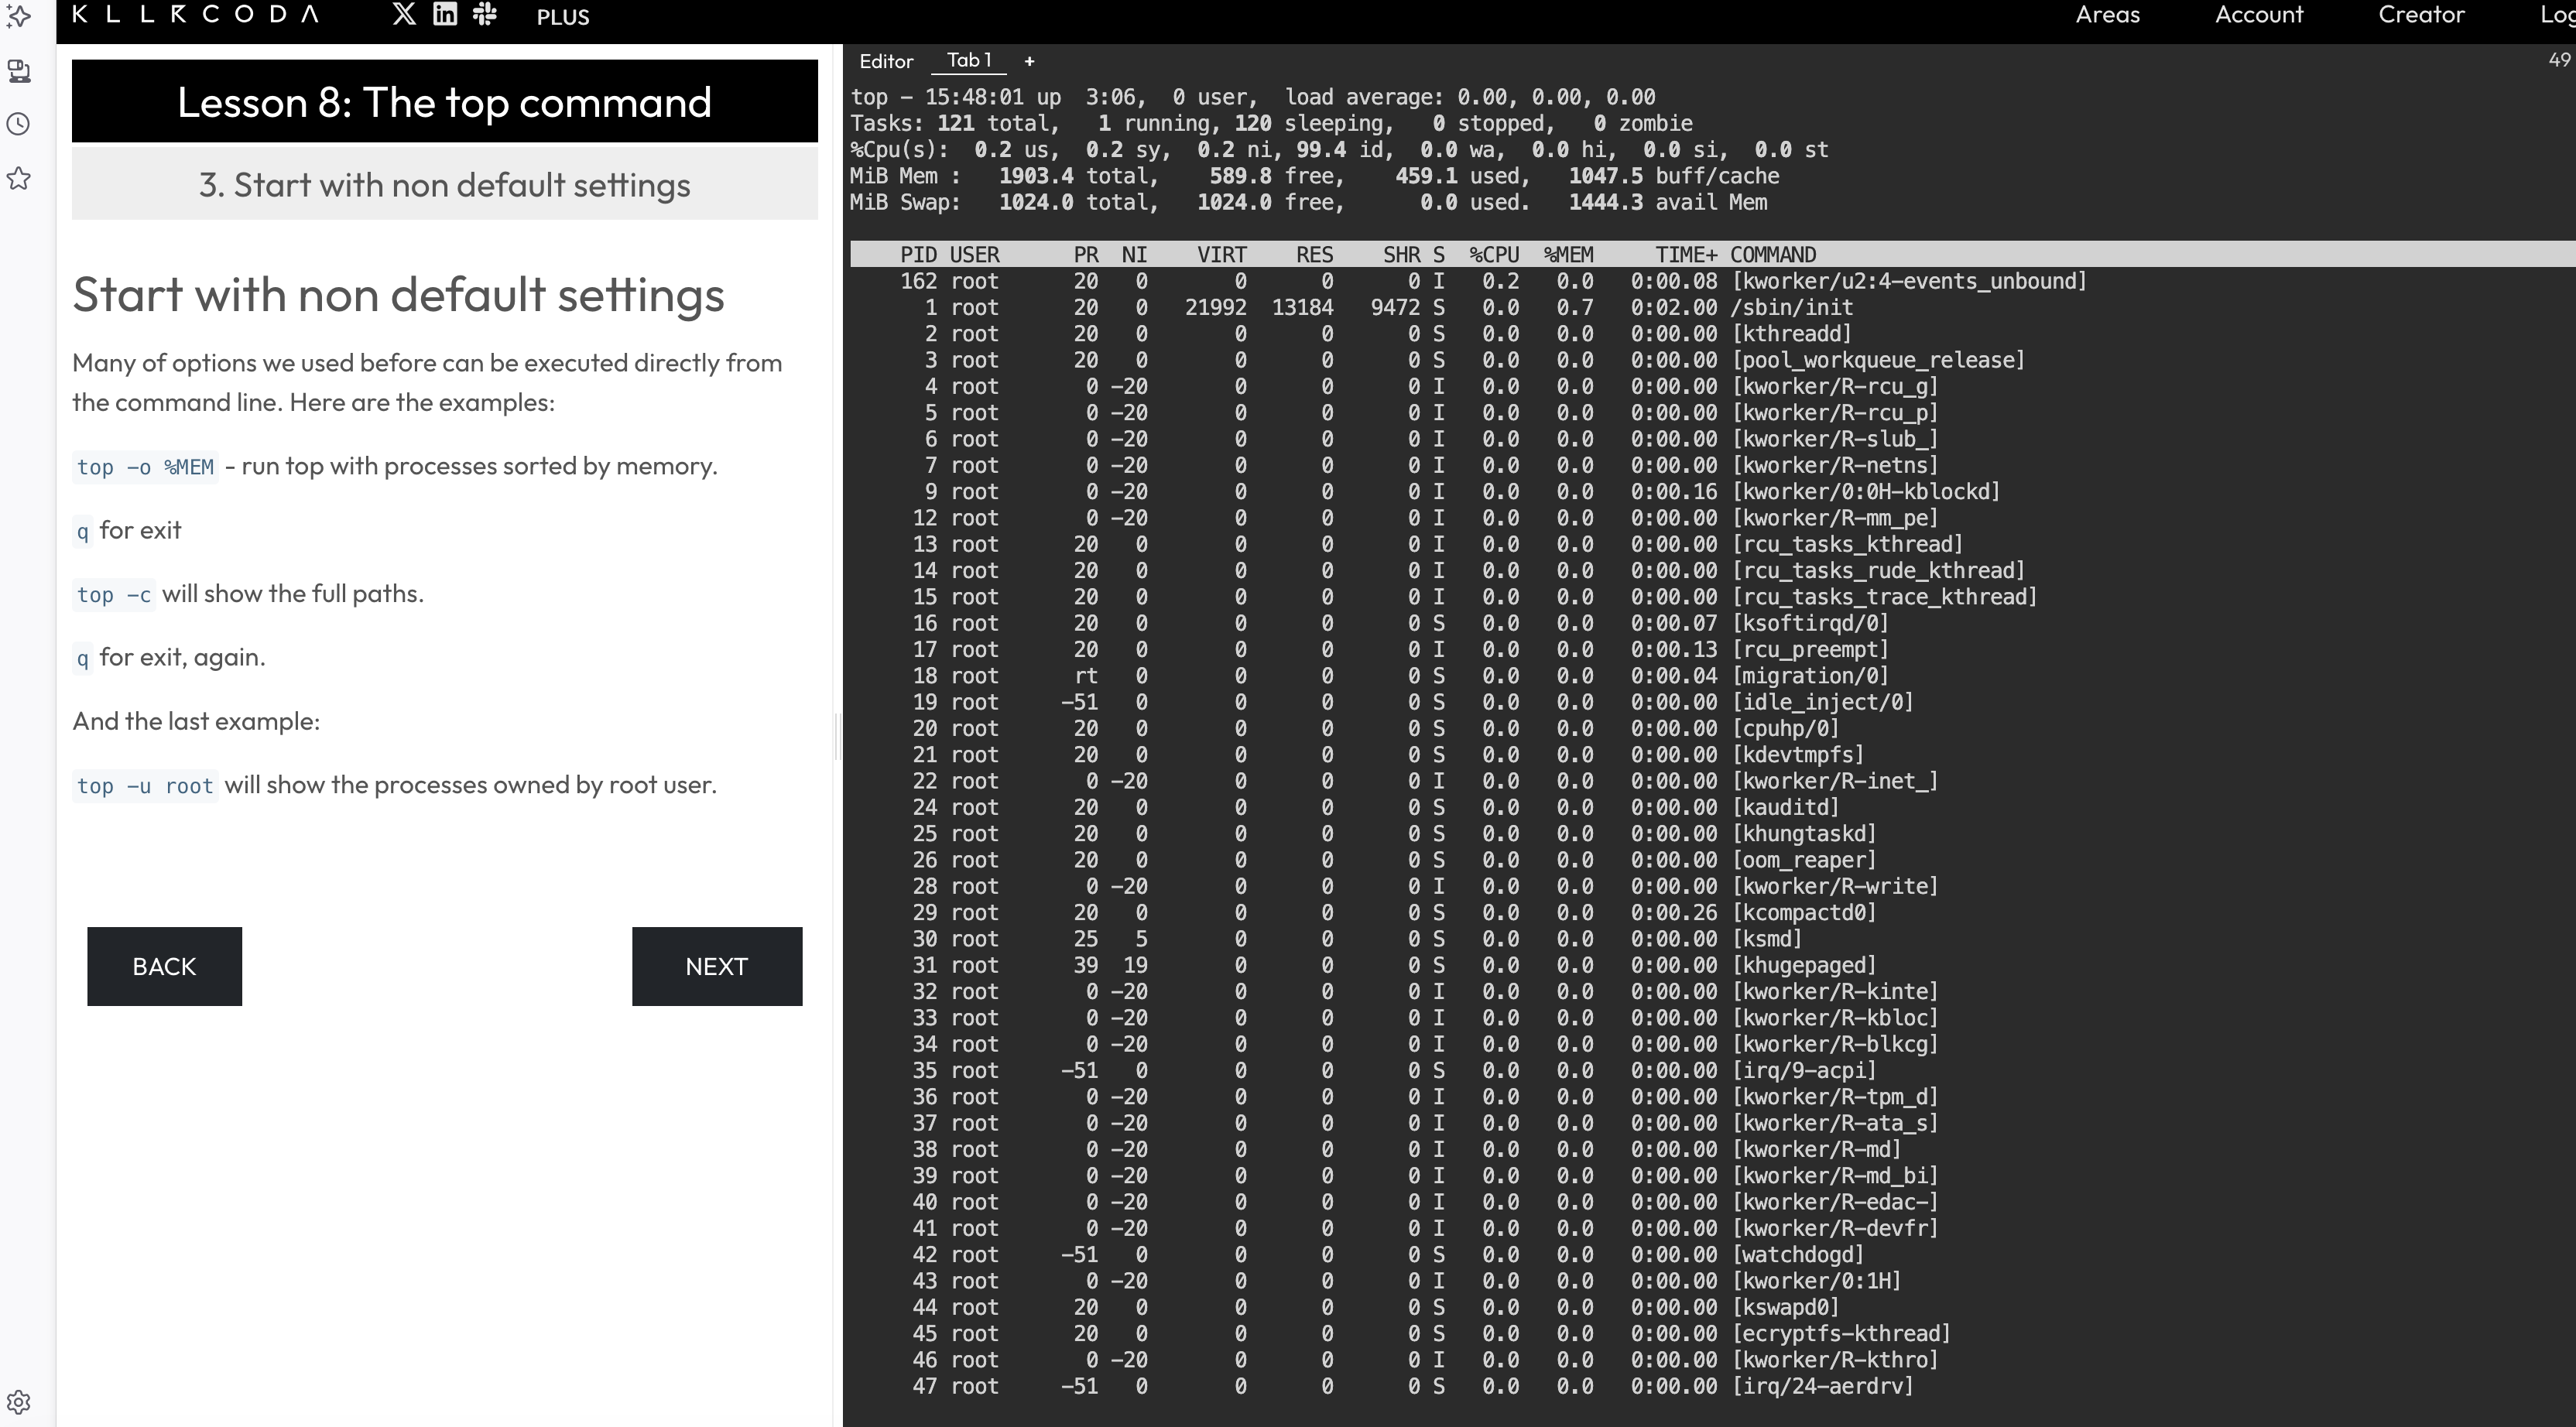 KILLERCODA PLUS Areas Account Creator
Lesson 8: The top command
3. Start with non default settings
Start with non default settings
Many of options we used before can be executed directly from
the command line. Here are the examples:
top -o %MEM - run top with processes sorted by memory.
q for exit
top -c will show the full paths.
q for exit, again.
And the last example:
top -u root will show the processes owned by root user.
BACK NEXT
Editor Tab 1 + 49
top - 15:48:01 up 3:06, 0 user, load average: 0.00, 0.00, 0.00
Tasks: 121 total, 1 running, 120 sleeping, 0 stopped, 0 zombie
%Cpu(s): 0.2 us, 0.2 sy, 0.2 ni, 99.4 id, 0.0 wa, 0.0 hi, 0.0 si, 0.0 st
MiB Mem : 1903.4 total, 589.8 free, 459.1 used, 1047.5 buff/cache
MiB Swap: 1024.0 total, 1024.0 free, 0.0 used. 1444.3 avail Mem
PID USER PR NI VIRT RES SHR S %CPU %MEM TIME+ COMMAND
162 root 20 0 0 0 0 I 0.2 0.0 0:00.08 [kworker/u2:4-events_unbound]
1 root 20 0 21992 13184 9472 S 0.0 0.7 0:02.00 /sbin/init
2 root 20 0 0 0 0 S 0.0 0.0 0:00.00 [kthreadd]
3 root 20 0 0 0 0 S 0.0 0.0 0:00.00 [pool_workqueue_release]
4 root 0 -20 0 0 0 I 0.0 0.0 0:00.00 [kworker/R-rcu_g]
5 root 0 -20 0 0 0 I 0.0 0.0 0:00.00 [kworker/R-rcu_p]
6 root 0 -20 0 0 0 I 0.0 0.0 0:00.00 [kworker/R-slub_]
7 root 0 -20 0 0 0 I 0.0 0.0 0:00.00 [kworker/R-netns]
9 root 0 -20 0 0 0 I 0.0 0.0 0:00.16 [kworker/0:0H-kblockd]
12 root 0 -20 0 0 0 I 0.0 0.0 0:00.00 [kworker/R-mm_pe]
13 root 20 0 0 0 0 I 0.0 0.0 0:00.00 [rcu_tasks_kthread]
14 root 20 0 0 0 0 I 0.0 0.0 0:00.00 [rcu_tasks_rude_kthread]
15 root 20 0 0 0 0 I 0.0 0.0 0:00.00 [rcu_tasks_trace_kthread]
16 root 20 0 0 0 0 S 0.0 0.0 0:00.07 [ksoftirqd/0]
17 root 20 0 0 0 0 I 0.0 0.0 0:00.13 [rcu_preempt]
18 root rt 0 0 0 0 S 0.0 0.0 0:00.04 [migration/0]
19 root -51 0 0 0 0 S 0.0 0.0 0:00.00 [idle_inject/0]
20 root 20 0 0 0 0 S 0.0 0.0 0:00.00 [cpuhp/0]
21 root 20 0 0 0 0 S 0.0 0.0 0:00.00 [kdevtmpfs]
22 root 0 -20 0 0 0 I 0.0 0.0 0:00.00 [kworker/R-inet_]
24 root 20 0 0 0 0 S 0.0 0.0 0:00.00 [kauditd]
25 root 20 0 0 0 0 S 0.0 0.0 0:00.00 [khungtaskd]
26 root 20 0 0 0 0 S 0.0 0.0 0:00.00 [oom_reaper]
28 root 0 -20 0 0 0 I 0.0 0.0 0:00.00 [kworker/R-write]
29 root 20 0 0 0 0 S 0.0 0.0 0:00.26 [kcompactd0]
30 root 25 5 0 0 0 S 0.0 0.0 0:00.00 [ksmd]
31 root 39 19 0 0 0 S 0.0 0.0 0:00.00 [khugepaged]
32 root 0 -20 0 0 0 I 0.0 0.0 0:00.00 [kworker/R-kinte]
33 root 0 -20 0 0 0 I 0.0 0.0 0:00.00 [kworker/R-kbloc]
34 root 0 -20 0 0 0 I 0.0 0.0 0:00.00 [kworker/R-blkcg]
35 root -51 0 0 0 0 S 0.0 0.0 0:00.00 [irq/9-acpi]
36 root 0 -20 0 0 0 I 0.0 0.0 0:00.00 [kworker/R-tpm_d]
37 root 0 -20 0 0 0 I 0.0 0.0 0:00.00 [kworker/R-ata_s]
38 root 0 -20 0 0 0 I 0.0 0.0 0:00.00 [kworker/R-md]
39 root 0 -20 0 0 0 I 0.0 0.0 0:00.00 [kworker/R-md_bi]
40 root 0 -20 0 0 0 I 0.0 0.0 0:00.00 [kworker/R-edac-]
41 root 0 -20 0 0 0 I 0.0 0.0 0:00.00 [kworker/R-devfr]
42 root -51 0 0 0 0 S 0.0 0.0 0:00.00 [watchdogd]
43 root 0 -20 0 0 0 I 0.0 0.0 0:00.00 [kworker/0:1H]
44 root 20 0 0 0 0 S 0.0 0.0 0:00.00 [kswapd0]
45 root 20 0 0 0 0 S 0.0 0.0 0:00.00 [ecryptfs-kthread]
46 root 0 -20 0 0 0 I 0.0 0.0 0:00.00 [kworker/R-kthro]
47 root -51 0 0 0 0 S 0.0 0.0 0:00.00 [irq/24-aerdrv]